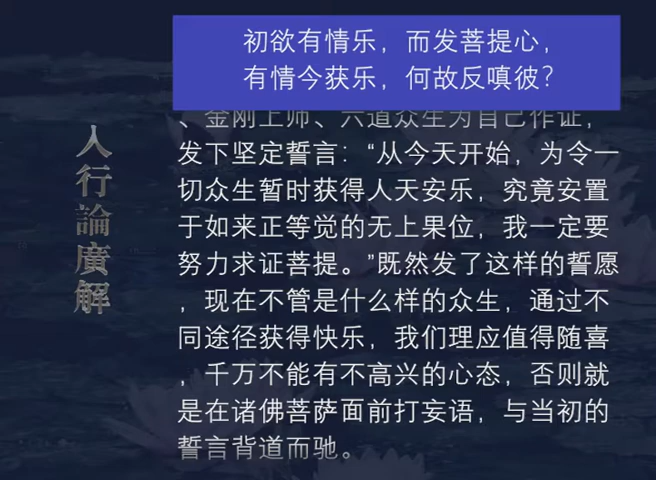 初欲有情乐，而发菩提心，
有情今获乐，何故反嗔彼？
、金刚上师、六道众生为自己作证，
发下坚定誓言：“从今天开始，为令一
切众生暂时获得人天安乐，究竟安置
于如来正等觉的无上果位，我一定要
努力求证菩提。”既然发了这样的誓愿
，现在不管是什么样的众生，通过不
同途径获得快乐，我们理应值得随喜
，千万不能有不高兴的心态，否则就
是在诸佛菩萨面前打妄语，与当初的
誓言背道而驰。
入行論廣解